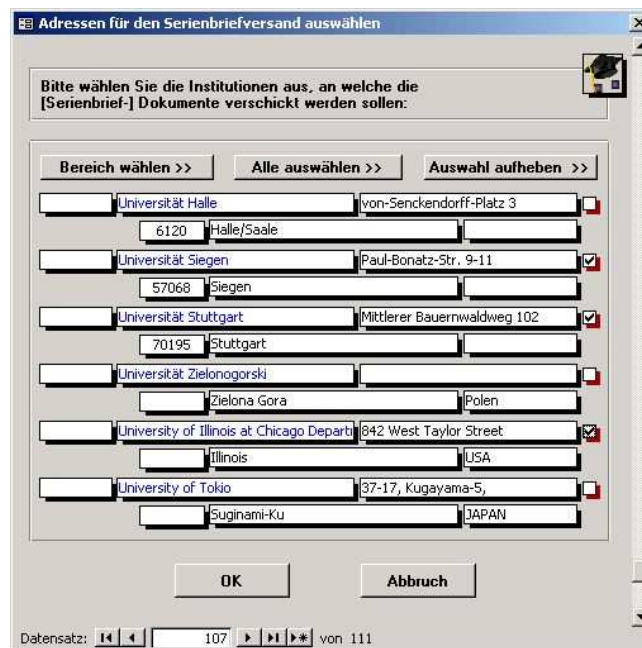 Adressen für den Serienbriefversand auswählen
Bitte wählen Sie die Institutionen aus, an welche die
[Serienbrief-] Dokumente verschickt werden sollen:
Bereich wählen >> Alle auswählen >> Auswahl aufheben >>
Universität Halle von-Senckendorff-Platz 3
6120 Halle/Saale
Universität Siegen Paul-Bonatz-Str. 9-11
57068 Siegen
Universität Stuttgart Mittlerer Bauernwaldweg 102
70195 Stuttgart
Universität Zielonogorski
Zielona Gora Polen
University of Illinois at Chicago Departi 842 West Taylor Street
Illinois USA
University of Tokio 37-17, Kugayama-5,
Suginami-Ku JAPAN
OK Abbruch
Datensatz: 107 von 111